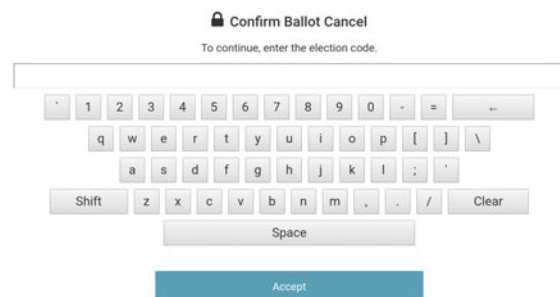 Confirm Ballot Cancel
To continue, enter the election code.
` 1 2 3 4 5 6 7 8 9 0 - = ←
q w e r t y u i o p [ ] \
a s d f g h j k l ; '
Shift z x c v b n m , . / Clear
Space
Accept